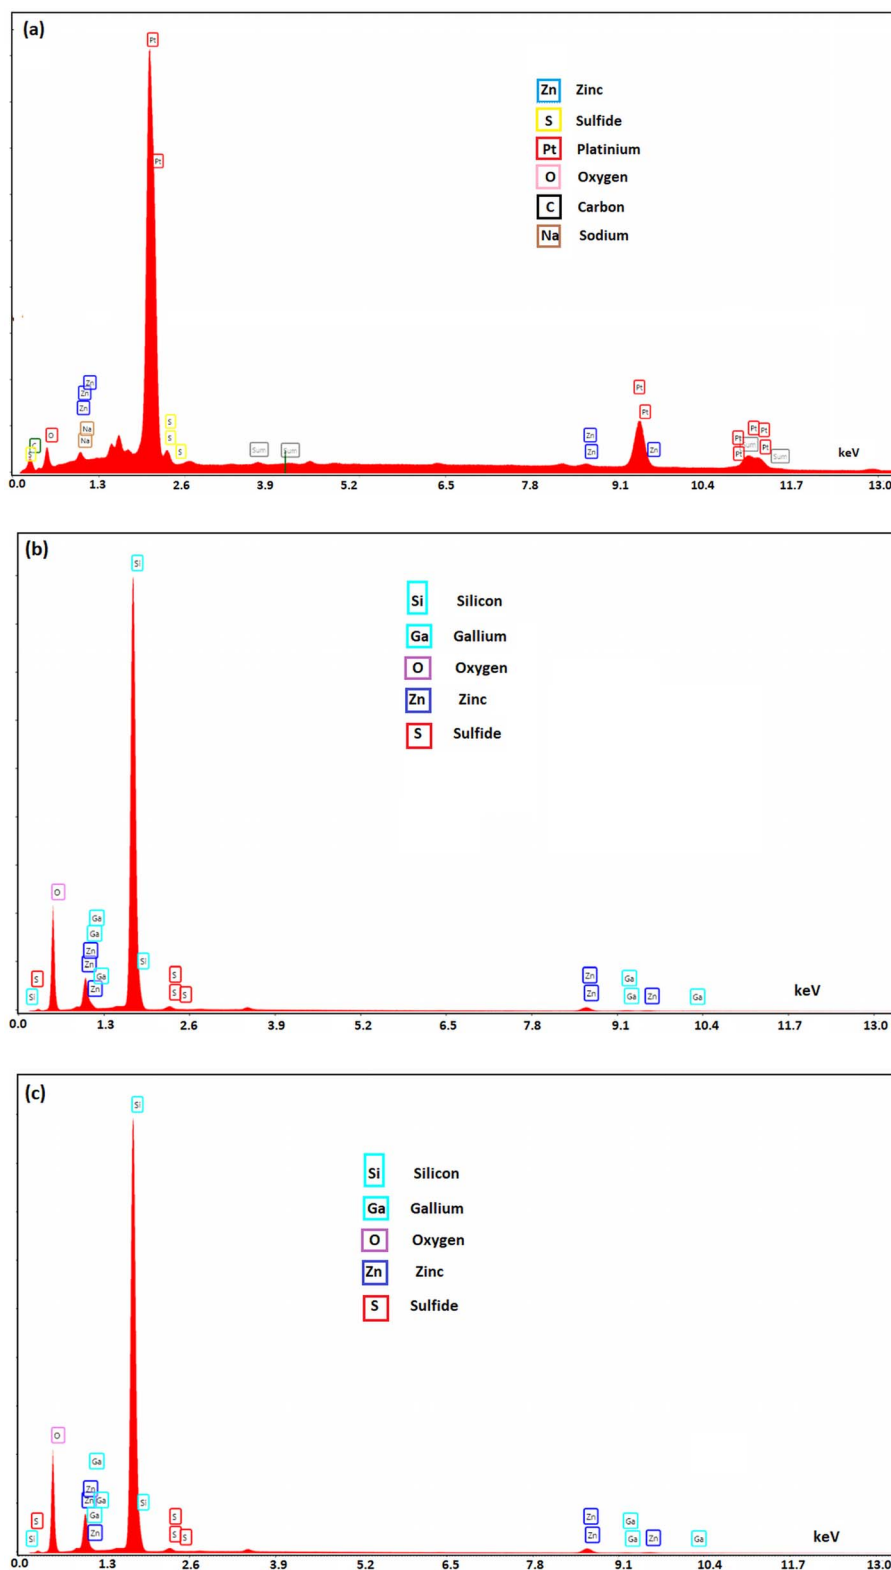 (a)
Pt
Pt
Zn Zinc
S Sulfide
Pt Platinium
O Oxygen
C Carbon
Na Sodium
Zn
Zn
Zn
Na
Na
O
C
S
S
S
S
Sum
Sum
Zn
Zn
Zn
Pt
Pt
Pt
Pt
Pt
Pt
Pt
Sum
Sum
keV
0.0 1.3 2.6 3.9 5.2 6.5 7.8 9.1 10.4 11.7 13.0
(b)
Si
Si Silicon
Ga Gallium
O Oxygen
Zn Zinc
S Sulfide
O
Ga
Ga
Zn
Zn
Ga
Zn
Si
S
Si
S
S
S
Zn
Zn
Ga
Ga
Zn
Ga
keV
0.0 1.3 2.6 3.9 5.2 6.5 7.8 9.1 10.4 11.7 13.0
(c)
Si
Si Silicon
Ga Gallium
O Oxygen
Zn Zinc
S Sulfide
O
Ga
Zn
Zn
Ga
Ga
Zn
Si
S
Si
S
S
S
Zn
Zn
Ga
Ga
Zn
Ga
keV
0.0 1.3 2.6 3.9 5.2 6.5 7.8 9.1 10.4 11.7 13.0